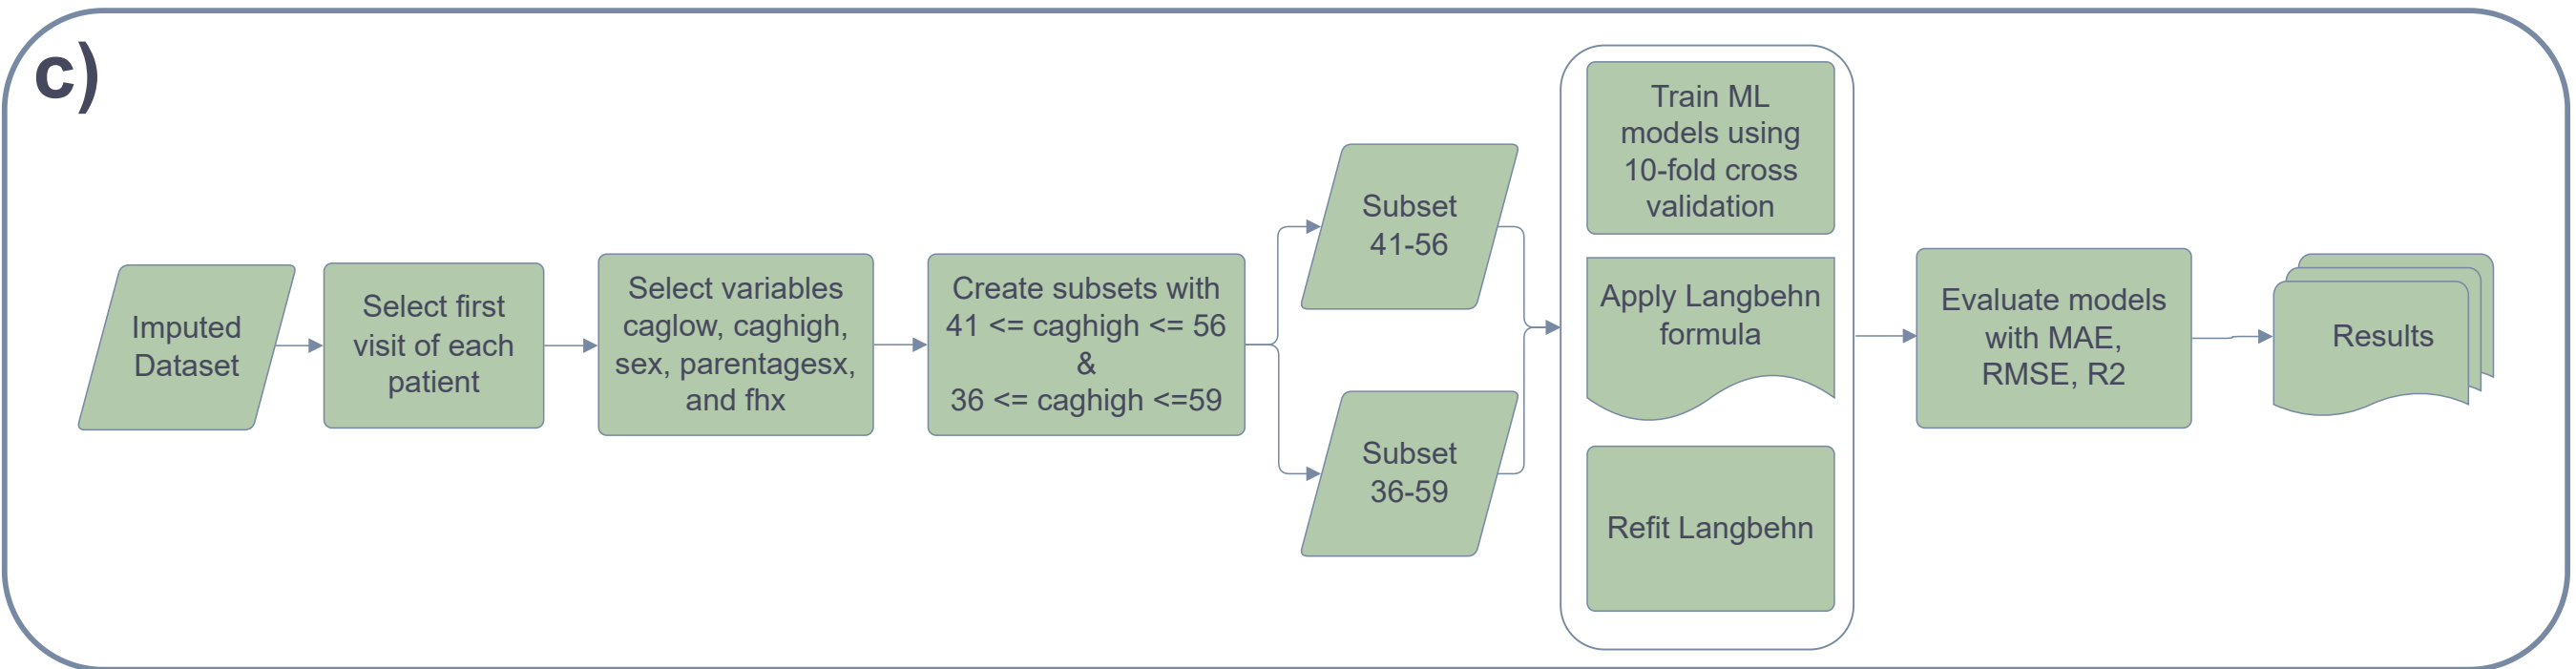 c)
Imputed
Dataset
Select first
visit of each
patient
Select variables
caglow, caghigh,
sex, parentagesx,
and fhx
Create subsets with
41 <= caghigh <= 56
&
36 <= caghigh <=59
Subset
41-56
Subset
36-59
Train ML
models using
10-fold cross
validation
Apply Langbehn
formula
Refit Langbehn
Evaluate models
with MAE,
RMSE, R2
Results